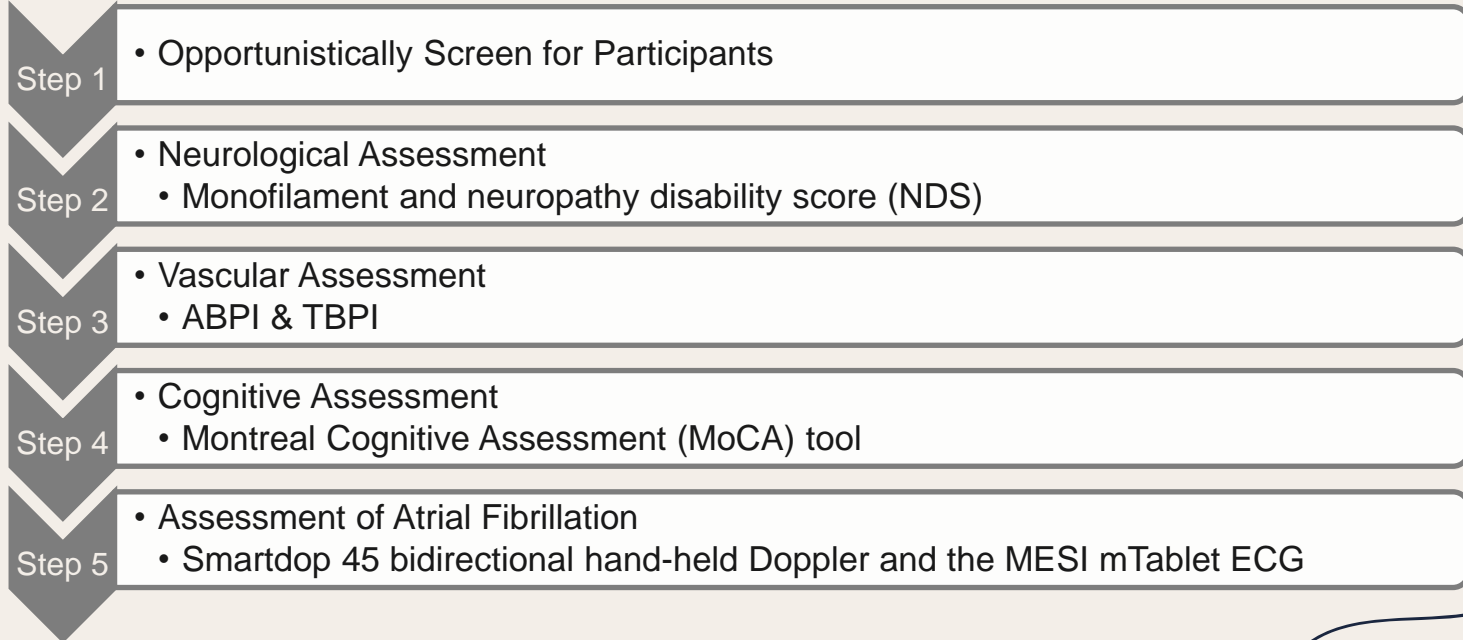 Step 1
• Opportunistically Screen for Participants
Step 2
• Neurological Assessment
• Monofilament and neuropathy disability score (NDS)
Step 3
• Vascular Assessment
• ABPI & TBPI
Step 4
• Cognitive Assessment
• Montreal Cognitive Assessment (MoCA) tool
Step 5
• Assessment of Atrial Fibrillation
• Smartdop 45 bidirectional hand-held Doppler and the MESI mTablet ECG